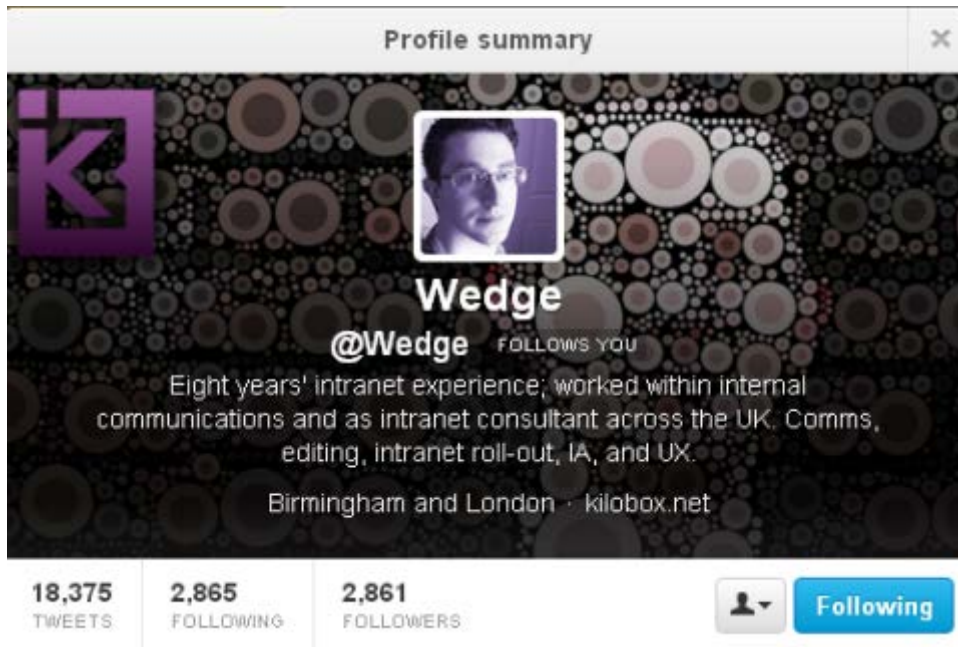 Profile summary
×
k
Wedge
@Wedge FOLLOWS YOU
Eight years' intranet experience; worked within internal
communications and as intranet consultant across the UK. Comms,
editing, intranet roll-out, IA, and UX.
Birmingham and London · kilobox.net
18,375 2,865 2,861
TWEETS FOLLOWING FOLLOWERS
Following